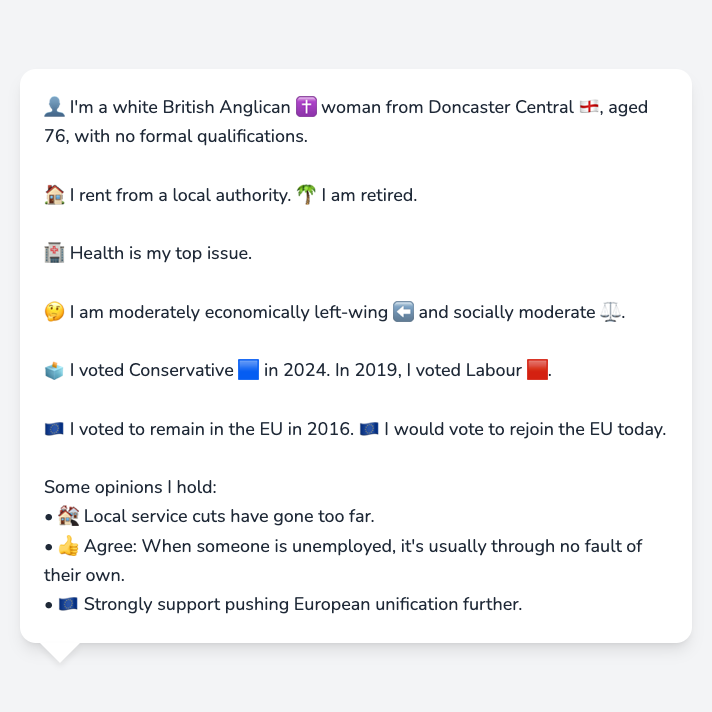 👤 I'm a white British Anglican ✝️ woman from Doncaster Central 🏴󠁧󠁢󠁥󠁮󠁧󠁿, aged
76, with no formal qualifications.
🏠 I rent from a local authority. 🌴 I am retired.
🏥 Health is my top issue.
🤔 I am moderately economically left-wing ⬅️ and socially moderate ⚖️.
🗳️ I voted Conservative 🟦 in 2024. In 2019, I voted Labour 🟥.
🇪🇺 I voted to remain in the EU in 2016. 🇪🇺 I would vote to rejoin the EU today.
Some opinions I hold:
• 🏚️ Local service cuts have gone too far.
• 👍 Agree: When someone is unemployed, it's usually through no fault of
their own.
• 🇪🇺 Strongly support pushing European unification further.